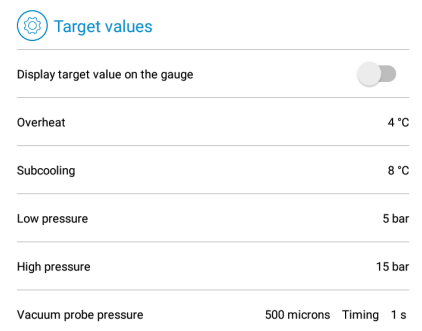 Target values
Display target value on the gauge
Overheat 4 °C
Subcooling 8 °C
Low pressure 5 bar
High pressure 15 bar
Vacuum probe pressure 500 microns Timing 1 s